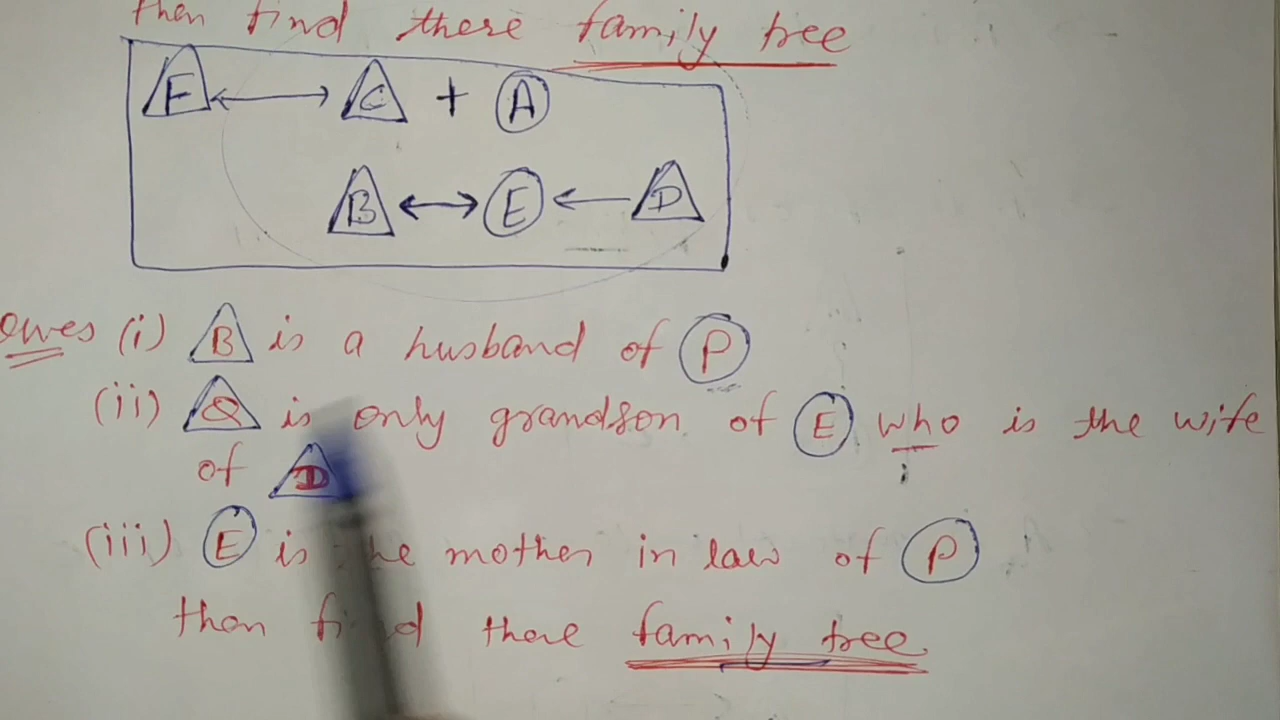 then find there family tree
F ←→ C + A
B ↔ E ← D
Ques (i) B is a husband of P
(ii) Q is only grandson of E who is the wife
of D
(iii) E is the mother in law of P
then find there family tree